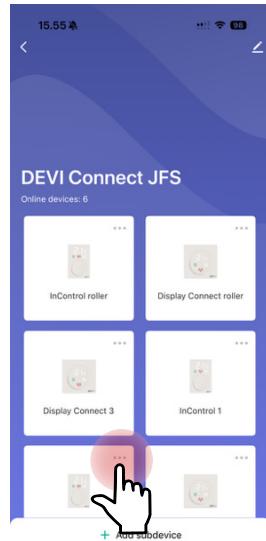 15.55
98
DEVI Connect JFS
Online devices: 6
InControl roller
Display Connect roller
Display Connect 3
InControl 1
+ Add subdevice